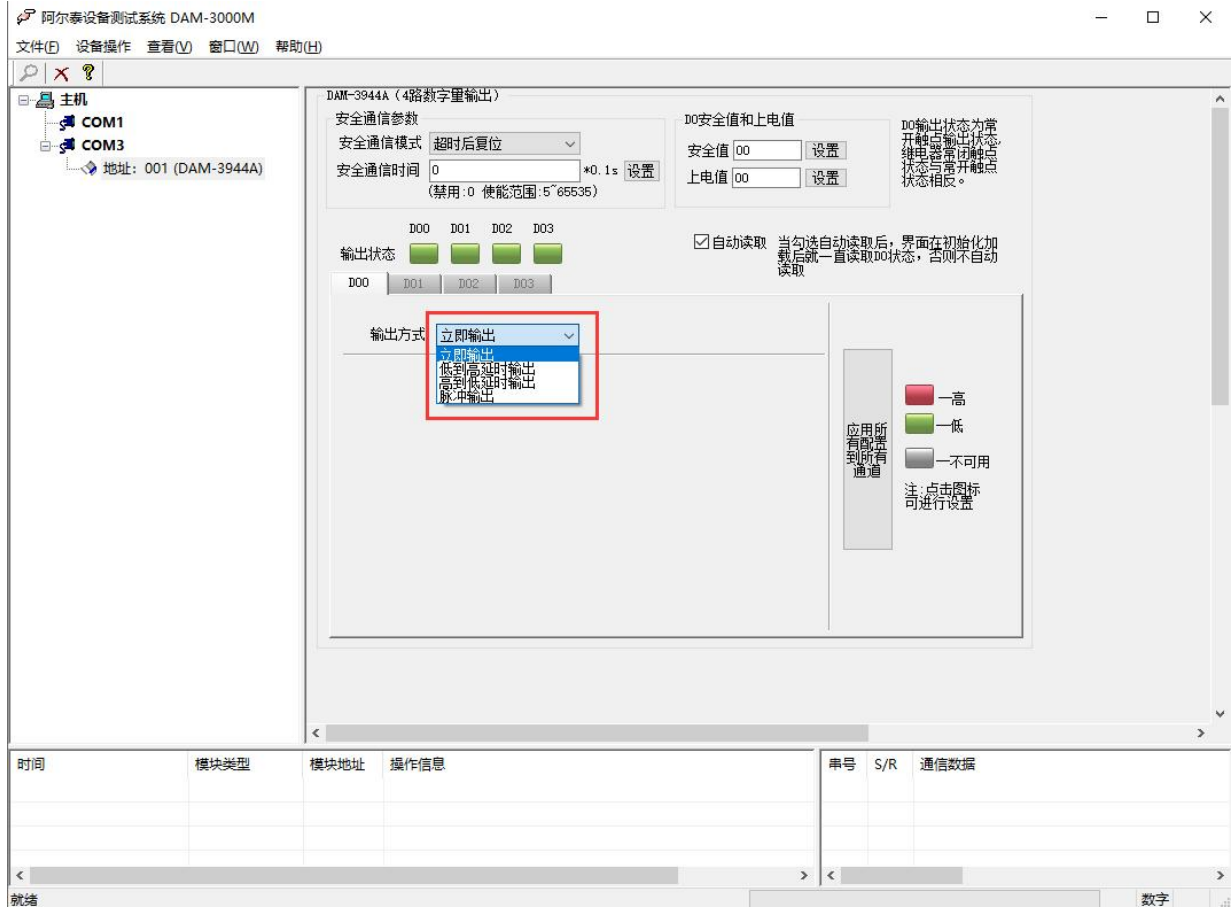 阿尔泰设备测试系统 DAM-3000M
文件(F) 设备操作 查看(V) 窗口(W) 帮助(H)
主机
COM1
COM3
地址：001 (DAM-3944A)
DAM-3944A（4路数字量输出）
安全通信参数
安全通信模式 超时后复位
安全通信时间 0 *0.1s 设置
(禁用:0 使能范围:5~65535)
DO安全值和上电值
安全值 00 设置
上电值 00 设置
DO输出状态为常
开触点输出状态,
继电器常闭触点
状态与常开触点
状态相反。
DO0 DO1 DO2 DO3
输出状态
自动读取 当勾选自动读取后，界面在初始化加
载后就一直读取DO状态，否则不自动
读取
DO0 DO1 DO2 DO3
输出方式 立即输出
立即输出
低到高延时输出
高到低延时输出
脉冲输出
应用所
有配置
到所有
通道
—高
—低
—不可用
注:点击图标
可进行设置
时间 模块类型 模块地址 操作信息
串号 S/R 通信数据
就绪 数字